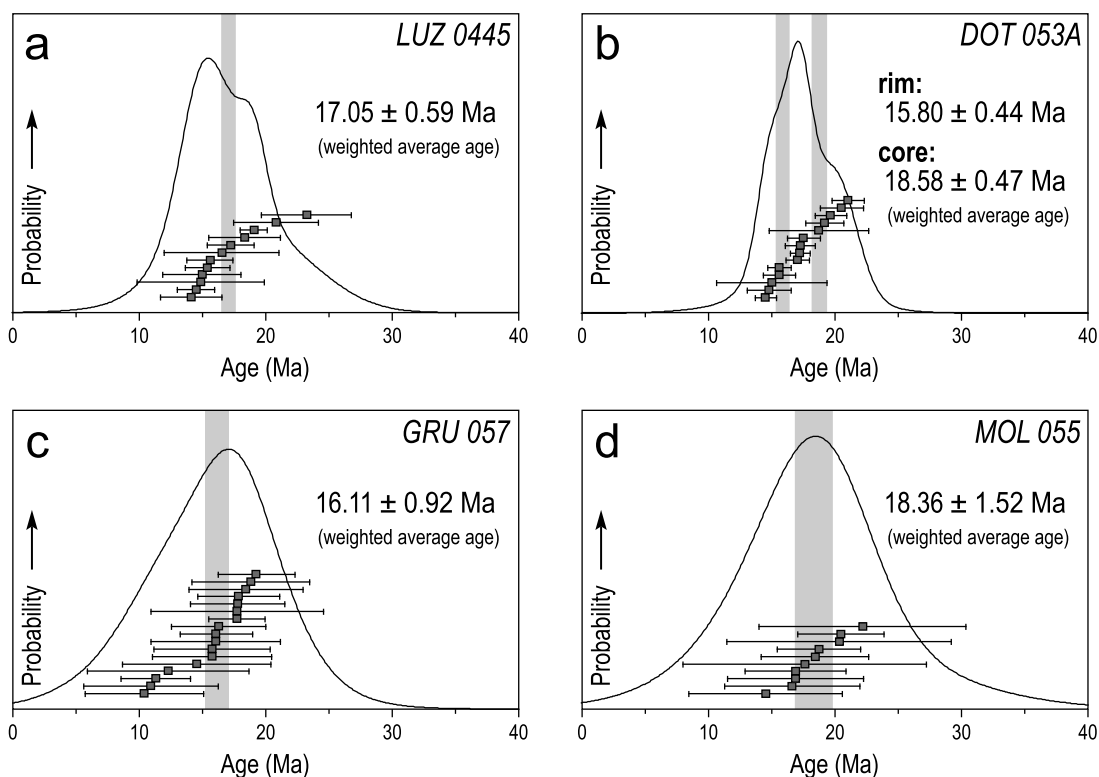 a
LUZ 0445
17.05 ± 0.59 Ma
(weighted average age)
Probability
0 10 20 30 40
Age (Ma)
b
DOT 053A
rim:
15.80 ± 0.44 Ma
core:
18.58 ± 0.47 Ma
(weighted average age)
Probability
0 10 20 30 40
Age (Ma)
c
GRU 057
16.11 ± 0.92 Ma
(weighted average age)
Probability
0 10 20 30 40
Age (Ma)
d
MOL 055
18.36 ± 1.52 Ma
(weighted average age)
Probability
0 10 20 30 40
Age (Ma)